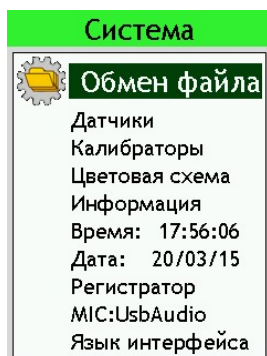 Система
Обмен файла
Датчики
Калибраторы
Цветовая схема
Информация
Время: 17:56:06
Дата: 20/03/15
Регистратор
MIC:UsbAudio
Язык интерфейса